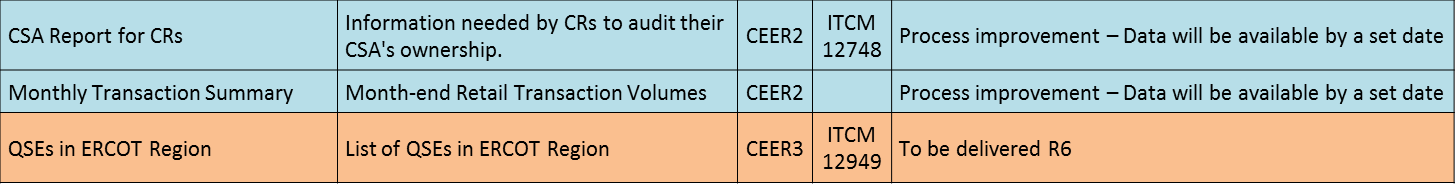 CSA Report for CRs
Information needed by CRs to audit their
CSA's ownership.
CEER2
ITCM
12748
Process improvement – Data will be available by a set date
Monthly Transaction Summary
Month-end Retail Transaction Volumes
CEER2
Process improvement – Data will be available by a set date
QSEs in ERCOT Region
List of QSEs in ERCOT Region
CEER3
ITCM
12949
To be delivered R6